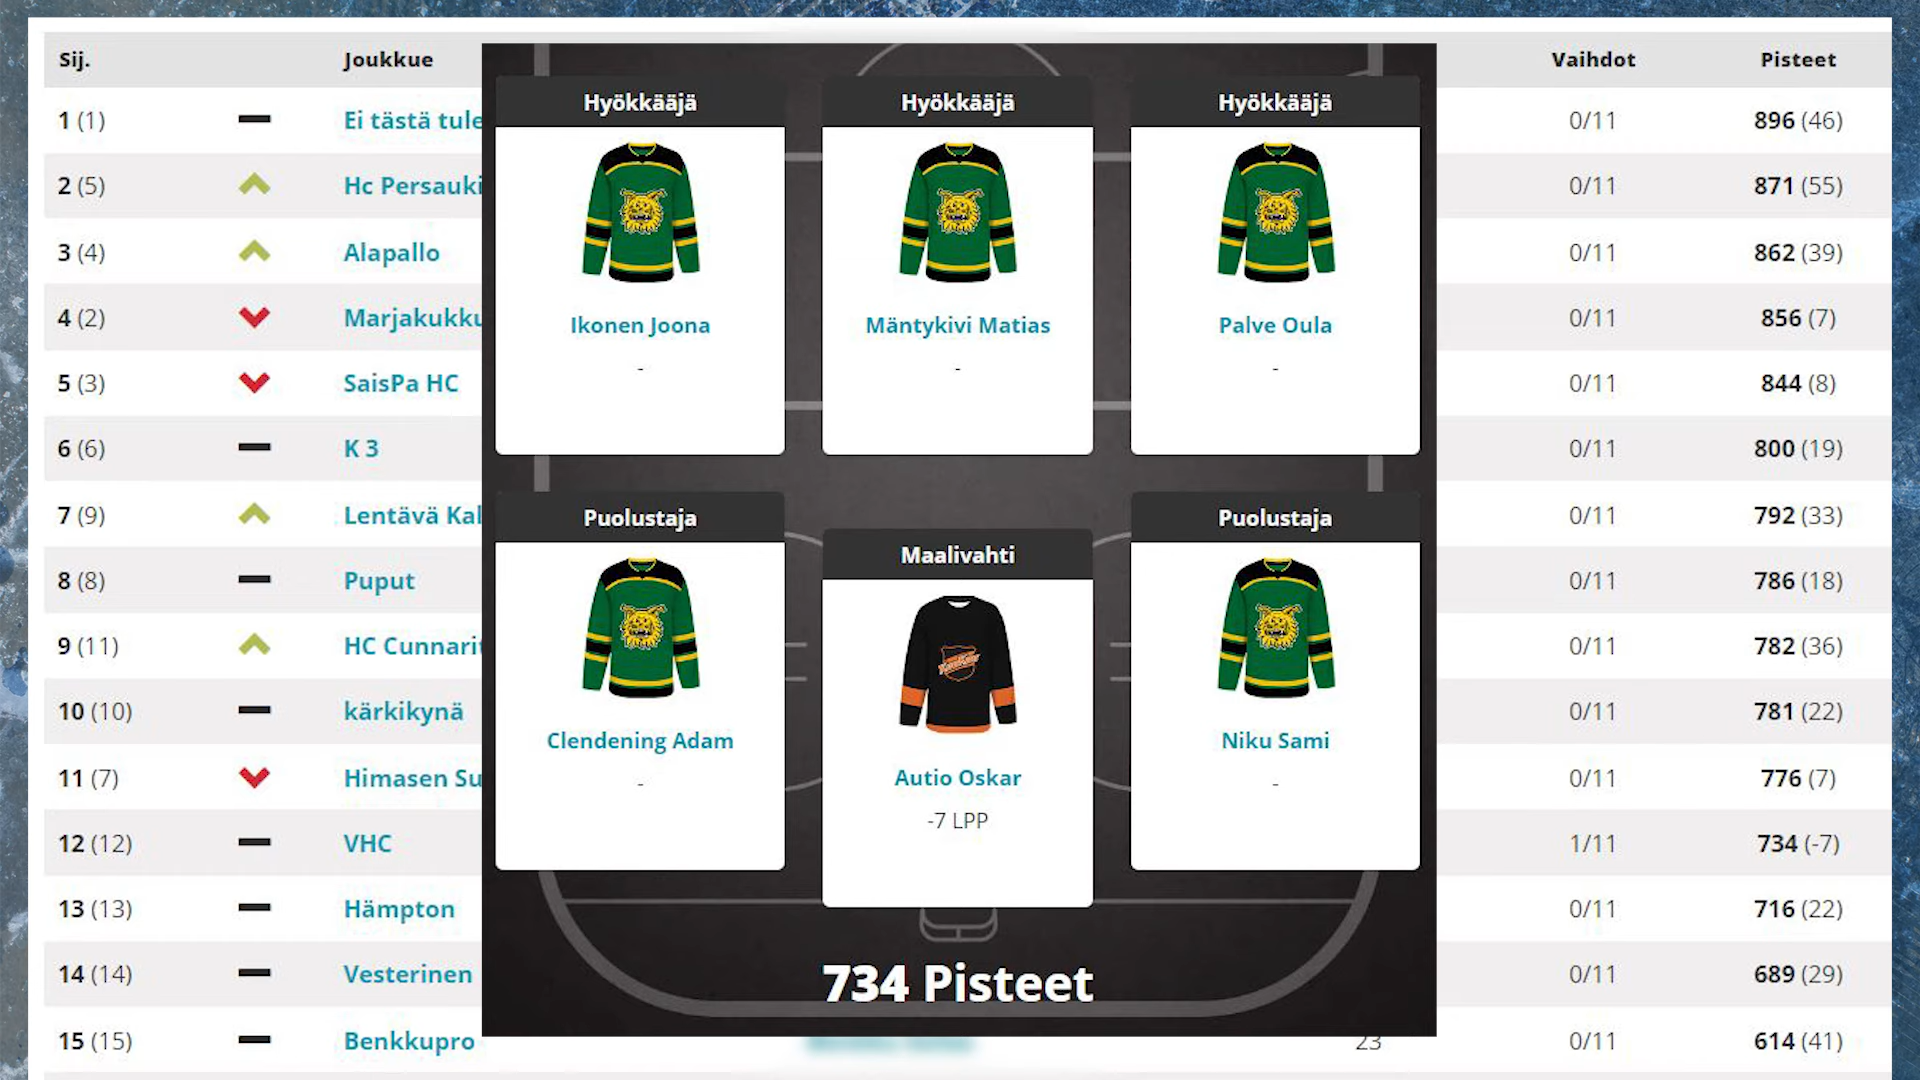 Sij. Joukkue Vaihdot Pisteet
1 (1) Ei tästä tule 0/11 896 (46)
2 (5) Hc Persauki 0/11 871 (55)
3 (4) Alapallo 0/11 862 (39)
4 (2) Marjakukku 0/11 856 (7)
5 (3) SaisPa HC 0/11 844 (8)
6 (6) K 3 0/11 800 (19)
7 (9) Lentävä Kal 0/11 792 (33)
8 (8) Puput 0/11 786 (18)
9 (11) HC Cunnarit 0/11 782 (36)
10 (10) kärkikynä 0/11 781 (22)
11 (7) Himasen Su 0/11 776 (7)
12 (12) VHC 1/11 734 (-7)
13 (13) Hämpton 0/11 716 (22)
14 (14) Vesterinen 0/11 689 (29)
15 (15) Benkkupro 23 0/11 614 (41)
Hyökkääjä Hyökkääjä Hyökkääjä
Ikonen Joona Mäntykivi Matias Palve Oula
- - -
Puolustaja Maalivahti Puolustaja
Clendening Adam Autio Oskar Niku Sami
- -7 LPP -
734 Pisteet